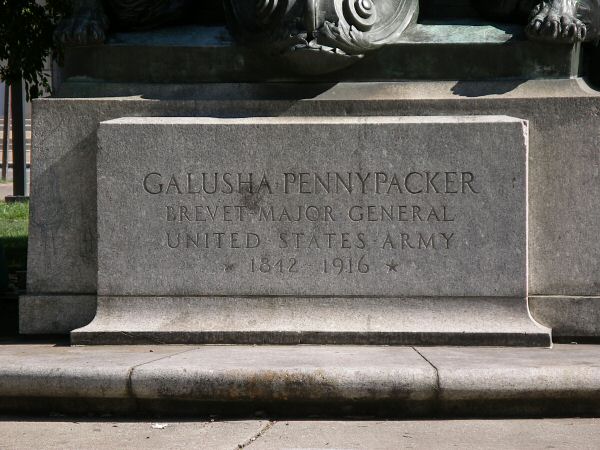 GALUSHA PENNYPACKER
BREVET-MAJOR-GENERAL
UNITED STATES ARMY
★ 1842 - 1916 ★